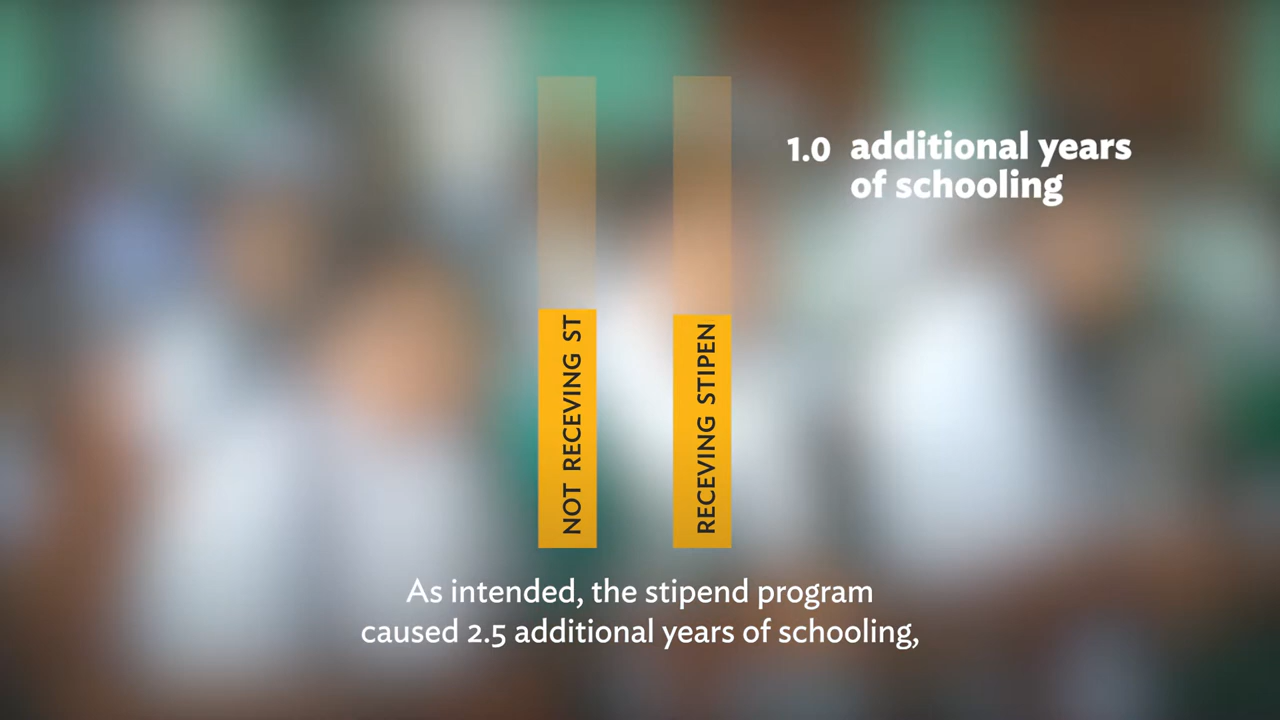 1.0 additional years
of schooling
NOT RECEVING ST
RECEVING STIPEN
As intended, the stipend program
caused 2.5 additional years of schooling,